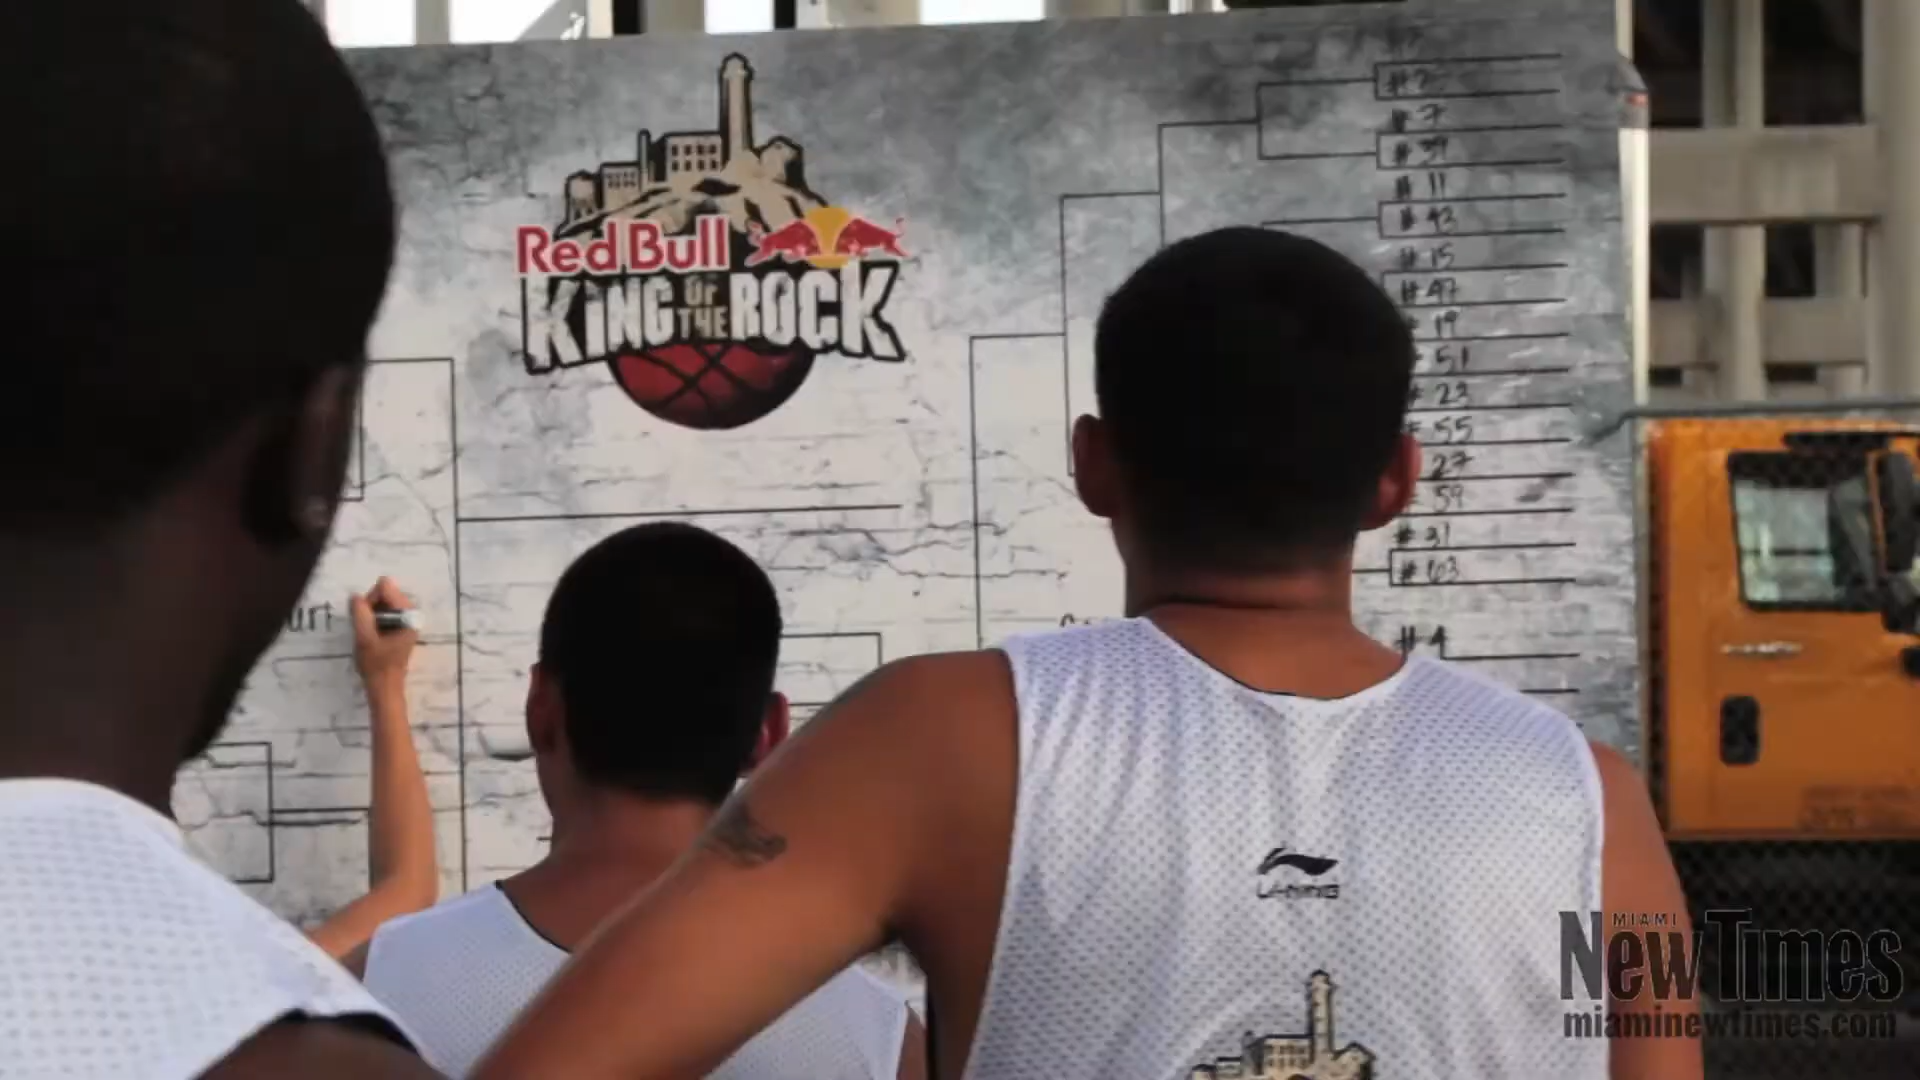 Red Bull
KiNG OF THE ROCK
# 7
# 39
# 11
# 43
# 15
# 47
19
51
# 23
# 55
27
59
# 31
# 63
urt
# 4
LI-NING
MIAMI
New Times
miaminewtimes.com